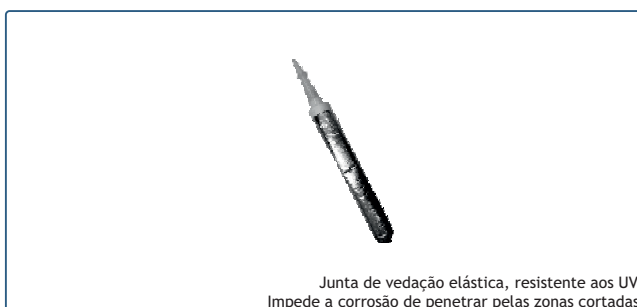 Junta de vedação elástica, resistente aos UV
Impede a corrosão de penetrar pelas zonas cortadas